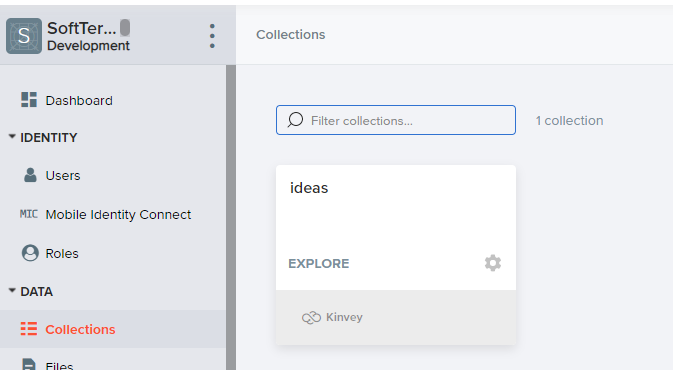 S
SoftTer...
Development
Collections
Dashboard
IDENTITY
Users
MIC Mobile Identity Connect
Roles
DATA
Collections
Files
Filter collections...
1 collection
ideas
EXPLORE
Kinvey